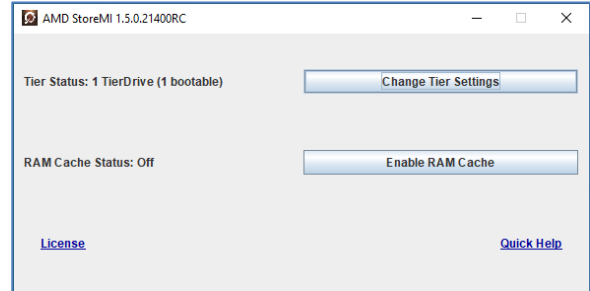 AMD StoreMI 1.5.0.21400RC
Tier Status: 1 TierDrive (1 bootable)
Change Tier Settings
RAM Cache Status: Off
Enable RAM Cache
License
Quick Help